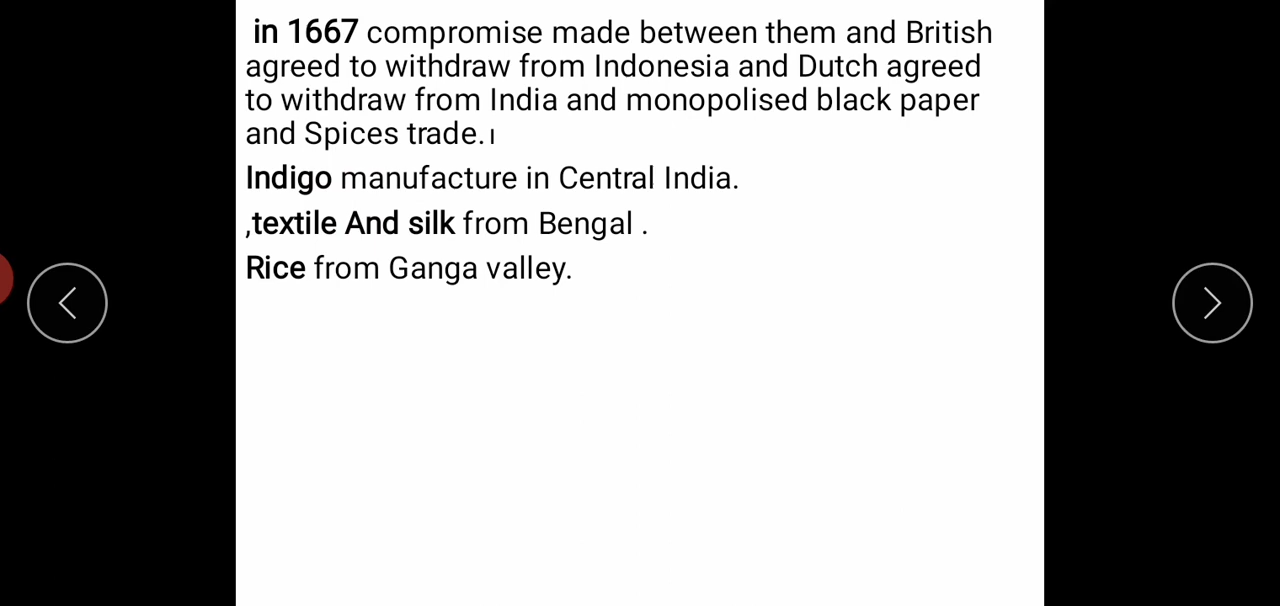 in 1667 compromise made between them and British
agreed to withdraw from Indonesia and Dutch agreed
to withdraw from India and monopolised black paper
and Spices trade.।
Indigo manufacture in Central India.
,textile And silk from Bengal .
Rice from Ganga valley.